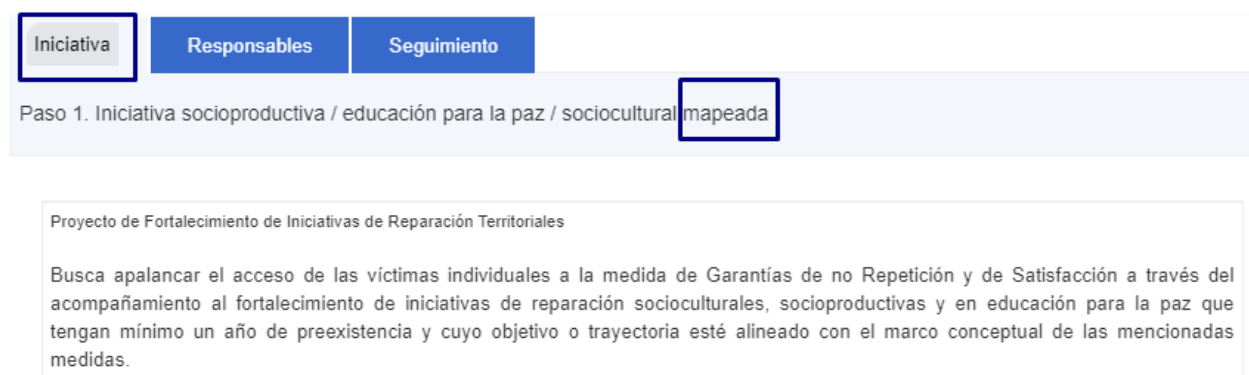 Iniciativa Responsables Seguimiento
Paso 1. Iniciativa socioproductiva / educación para la paz / sociocultural mapeada
Proyecto de Fortalecimiento de Iniciativas de Reparación Territoriales
Busca apalancar el acceso de las víctimas individuales a la medida de Garantías de no Repetición y de Satisfacción a través del
acompañamiento al fortalecimiento de iniciativas de reparación socioculturales, socioproductivas y en educación para la paz que
tengan mínimo un año de preexistencia y cuyo objetivo o trayectoria esté alineado con el marco conceptual de las mencionadas
medidas.